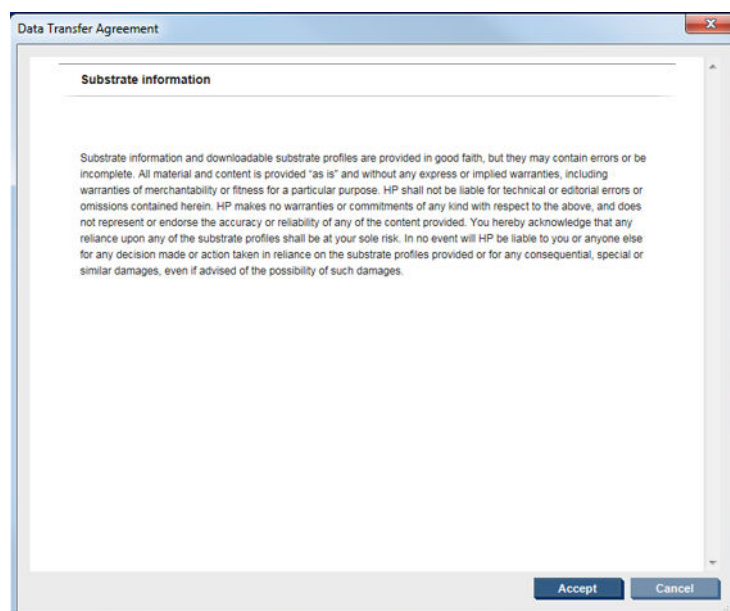 Data Transfer Agreement
Substrate information
Substrate information and downloadable substrate profiles are provided in good faith, but they may contain errors or be
incomplete. All material and content is provided "as is" and without any express or implied warranties, including
warranties of merchantability or fitness for a particular purpose. HP shall not be liable for technical or editorial errors or
omissions contained herein. HP makes no warranties or commitments of any kind with respect to the above, and does
not represent or endorse the accuracy or reliability of any of the content provided. You hereby acknowledge that any
reliance upon any of the substrate profiles shall be at your sole risk. In no event will HP be liable to you or anyone else
for any decision made or action taken in reliance on the substrate profiles provided or for any consequential, special or
similar damages, even if advised of the possibility of such damages.
Accept Cancel